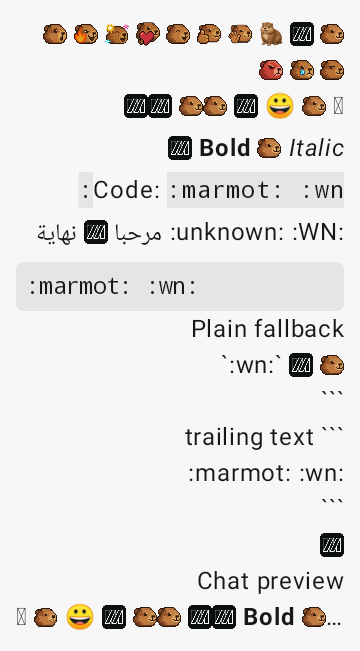 😀
Bold Italic
:Code: :marmot: :wn
:unknown: :WN: مرحبا نهاية
:marmot: :wn:
Plain fallback
`:wn:`
```
trailing text ```
:marmot: :wn:
```
Chat preview
😀 Bold …